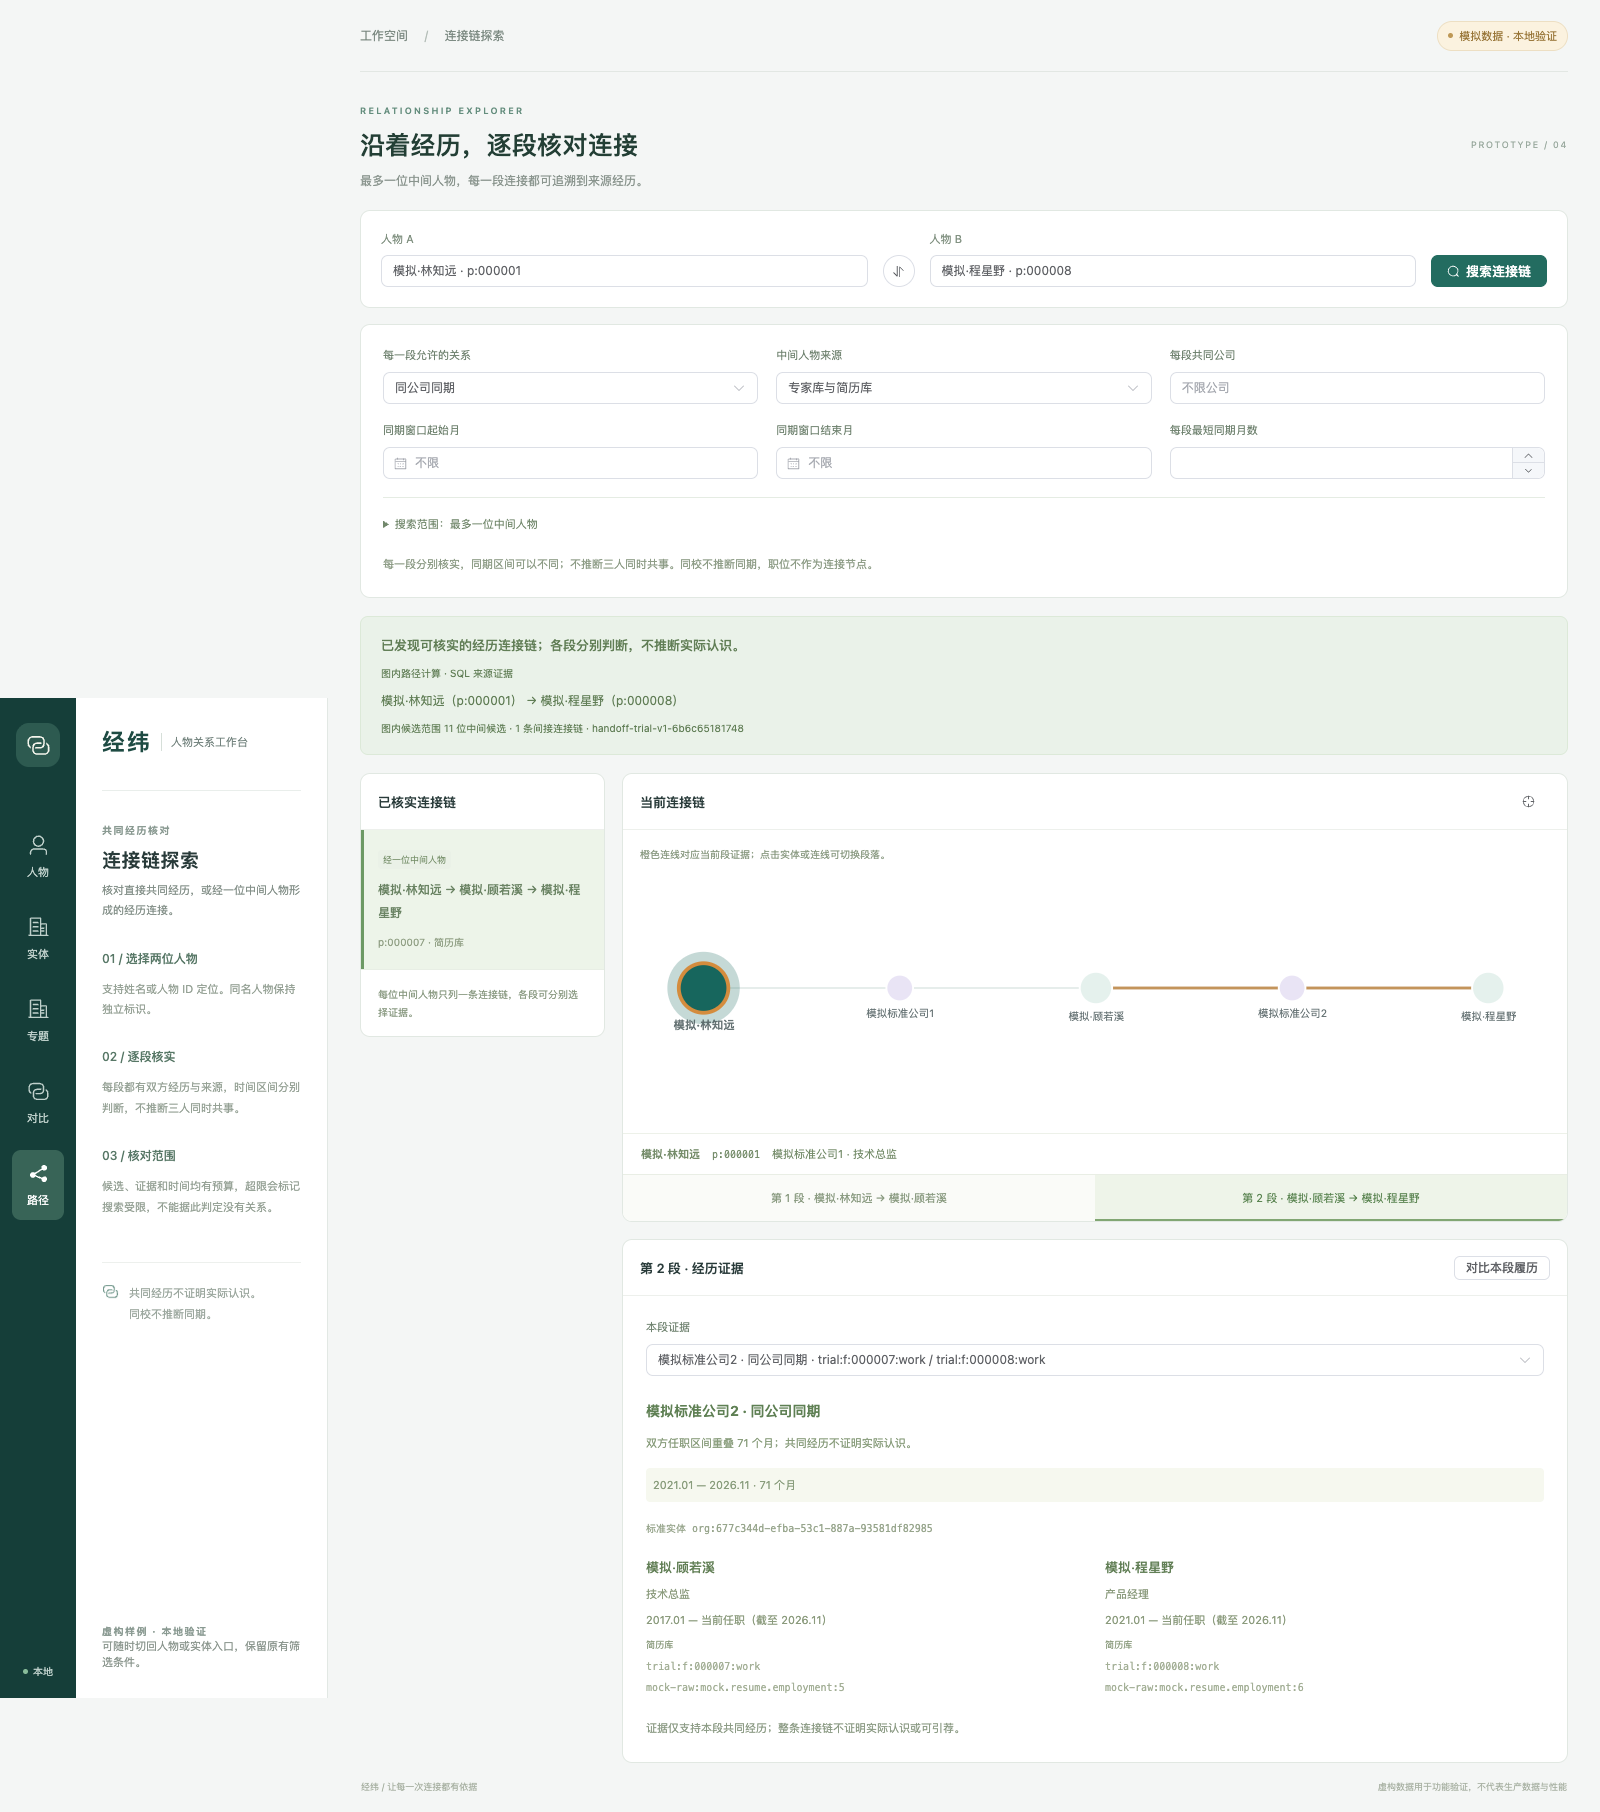 工作空间 / 连接链探索
模拟数据 · 本地验证
RELATIONSHIP EXPLORER
沿着经历，逐段核对连接
PROTOTYPE / 04
最多一位中间人物，每一段连接都可追溯到来源经历。
人物 A
模拟·林知远 · p:000001
人物 B
模拟·程星野 · p:000008
搜索连接链
每一段允许的关系
同公司同期
中间人物来源
专家库与简历库
每段共同公司
不限公司
同期窗口起始月
不限
同期窗口结束月
不限
每段最短同期月数
搜索范围：最多一位中间人物
每一段分别核实，同期区间可以不同；不推断三人同时共事。同校不推断同期，职位不作为连接节点。
已发现可核实的经历连接链；各段分别判断，不推断实际认识。
图内路径计算 · SQL 来源证据
模拟·林知远（p:000001） → 模拟·程星野（p:000008）
图内候选范围 11 位中间候选 · 1 条间接连接链 · handoff-trial-v1-6b6c65181748
经纬
人物关系工作台
人物
实体
专题
对比
路径
本地
共同经历核对
连接链探索
核对直接共同经历，或经一位中间人物形
成的经历连接。
01 / 选择两位人物
支持姓名或人物 ID 定位。同名人物保持
独立标识。
02 / 逐段核实
每段都有双方经历与来源，时间区间分别
判断，不推断三人同时共事。
03 / 核对范围
候选、证据和时间均有预算，超限会标记
搜索受限，不能据此判定没有关系。
共同经历不证明实际认识。
同校不推断同期。
虚构样例 · 本地验证
可随时切回人物或实体入口，保留原有筛
选条件。
已核实连接链
经一位中间人物
模拟·林知远 → 模拟·顾若溪 → 模拟·程
星野
p:000007 · 简历库
每位中间人物只列一条连接链，各段可分别选
择证据。
当前连接链
橙色连线对应当前段证据；点击实体或连线可切换段落。
模拟·林知远
模拟标准公司1
模拟·顾若溪
模拟标准公司2
模拟·程星野
模拟·林知远 p:000001 模拟标准公司1 · 技术总监
第 1 段 · 模拟·林知远 → 模拟·顾若溪
第 2 段 · 模拟·顾若溪 → 模拟·程星野
第 2 段 · 经历证据
对比本段履历
本段证据
模拟标准公司2 · 同公司同期 · trial:f:000007:work / trial:f:000008:work
模拟标准公司2 · 同公司同期
双方任职区间重叠 71 个月；共同经历不证明实际认识。
2021.01 — 2026.11 · 71 个月
标准实体 org:677c344d-efba-53c1-887a-93581df82985
模拟·顾若溪
技术总监
2017.01 — 当前任职（截至 2026.11）
简历库
trial:f:000007:work
mock-raw:mock.resume.employment:5
模拟·程星野
产品经理
2021.01 — 当前任职（截至 2026.11）
简历库
trial:f:000008:work
mock-raw:mock.resume.employment:6
证据仅支持本段共同经历；整条连接链不证明实际认识或可引荐。
经纬 / 让每一次连接都有依据
虚构数据用于功能验证，不代表生产数据与性能